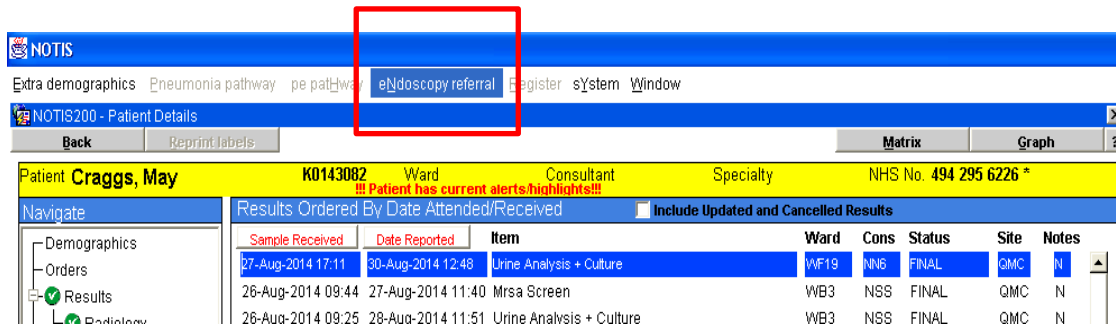 NOTIS
Extra demographics Pneumonia pathway pe patHway eNdoscopy referral Register sYstem Window
NOTIS200 - Patient Details
Back Reprint labels Matrix Graph ?
Patient Craggs, May K0143082 Ward Consultant Specialty NHS No. 494 295 6226 *
!!! Patient has current alerts/highlights!!!
Navigate Results Ordered By Date Attended/Received Include Updated and Cancelled Results
Demographics Sample Received Date Reported Item Ward Cons Status Site Notes
Orders 27-Aug-2014 17:11 30-Aug-2014 12:48 Urine Analysis + Culture WF19 NN6 FINAL QMC N
Results 26-Aug-2014 09:44 27-Aug-2014 11:40 Mrsa Screen WB3 NSS FINAL QMC N
Radiology 26-Aug-2014 09:25 28-Aug-2014 11:51 Urine Analysis + Culture WB3 NSS FINAL QMC N